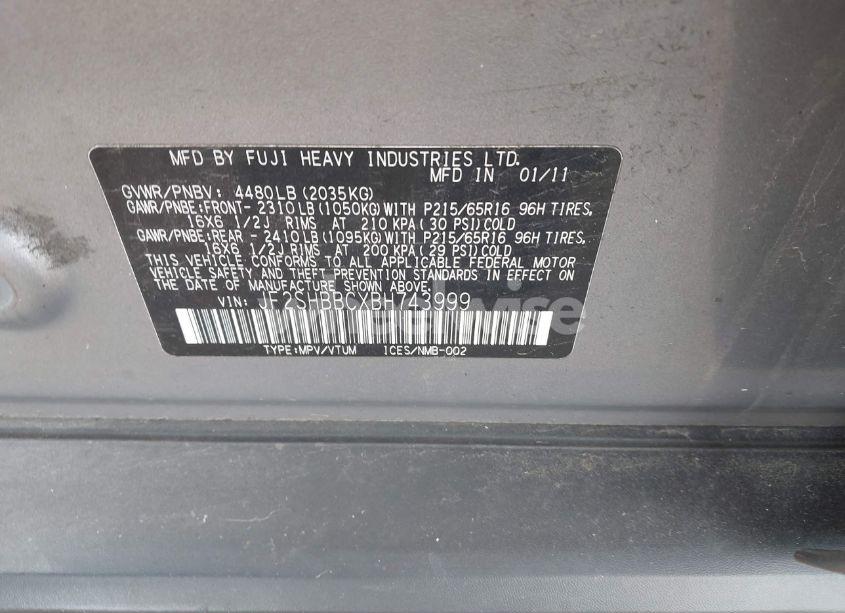 MFD BY FUJI HEAVY INDUSTRIES LTD.
MFD IN 01/11
GVWR/PNBV: 4480LB (2035KG)
GAWR/PNBE:FRONT- 2310LB (1050KG) WITH P215/65R16 96H TIRES,
16X6 1/2J RIMS AT 210 KPA (30 PSI) COLD
GAWR/PNBE:REAR - 2410LB (1095KG) WITH P215/65R16 96H TIRES,
16X6 1/2J RIMS AT 200 KPA (29 PSI) COLD
THIS VEHICLE CONFORMS TO ALL APPLICABLE FEDERAL MOTOR
VEHICLE SAFETY AND THEFT PREVENTION STANDARDS IN EFFECT ON
THE DATE OF MANUFACTURE SHOWN ABOVE.
VIN: JF2SHBBCXBH743999
TYPE:MPV/VTUM ICES/NMB-002